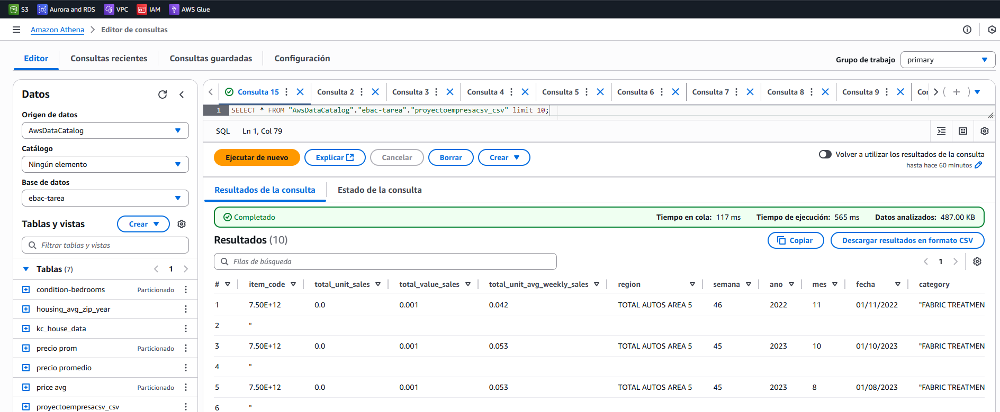 S3 Aurora and RDS VPC IAM AWS Glue
Amazon Athena > Editor de consultas
Editor Consultas recientes Consultas guardadas Configuración
Grupo de trabajo primary
Datos
Origen de datos
AwsDataCatalog
Catálogo
Ningún elemento
Base de datos
ebac-tarea
Tablas y vistas Crear
Filtrar tablas y vistas
Tablas (7) 1
condition-bedrooms Particionado
housing_avg_zip_year
kc_house_data
precio prom Particionado
precio promedio
price avg Particionado
proyectoempresacsv_csv
Consulta 15 Consulta 2 Consulta 3 Consulta 4 Consulta 5 Consulta 6 Consulta 7 Consulta 8 Consulta 9 Co
1 SELECT * FROM "AwsDataCatalog"."ebac-tarea"."proyectoempresacsv_csv" limit 10;
SQL Ln 1, Col 79
Ejecutar de nuevo Explicar Cancelar Borrar Crear
Volver a utilizar los resultados de la consulta
hasta hace 60 minutos
Resultados de la consulta Estado de la consulta
Completado Tiempo en cola: 117 ms Tiempo de ejecución: 565 ms Datos analizados: 487.00 KB
Resultados (10) Copiar Descargar resultados en formato CSV
Filas de búsqueda 1
# item_code total_unit_sales total_value_sales total_unit_avg_weekly_sales region semana ano mes fecha category
1 7.50E+12 0.0 0.001 0.042 TOTAL AUTOS AREA 5 46 2022 11 01/11/2022 "FABRIC TREATMEN
2 "
3 7.50E+12 0.0 0.001 0.053 TOTAL AUTOS AREA 5 45 2023 10 01/10/2023 "FABRIC TREATMEN
4 "
5 7.50E+12 0.0 0.001 0.053 TOTAL AUTOS AREA 5 45 2023 8 01/08/2023 "FABRIC TREATMEN
6 "